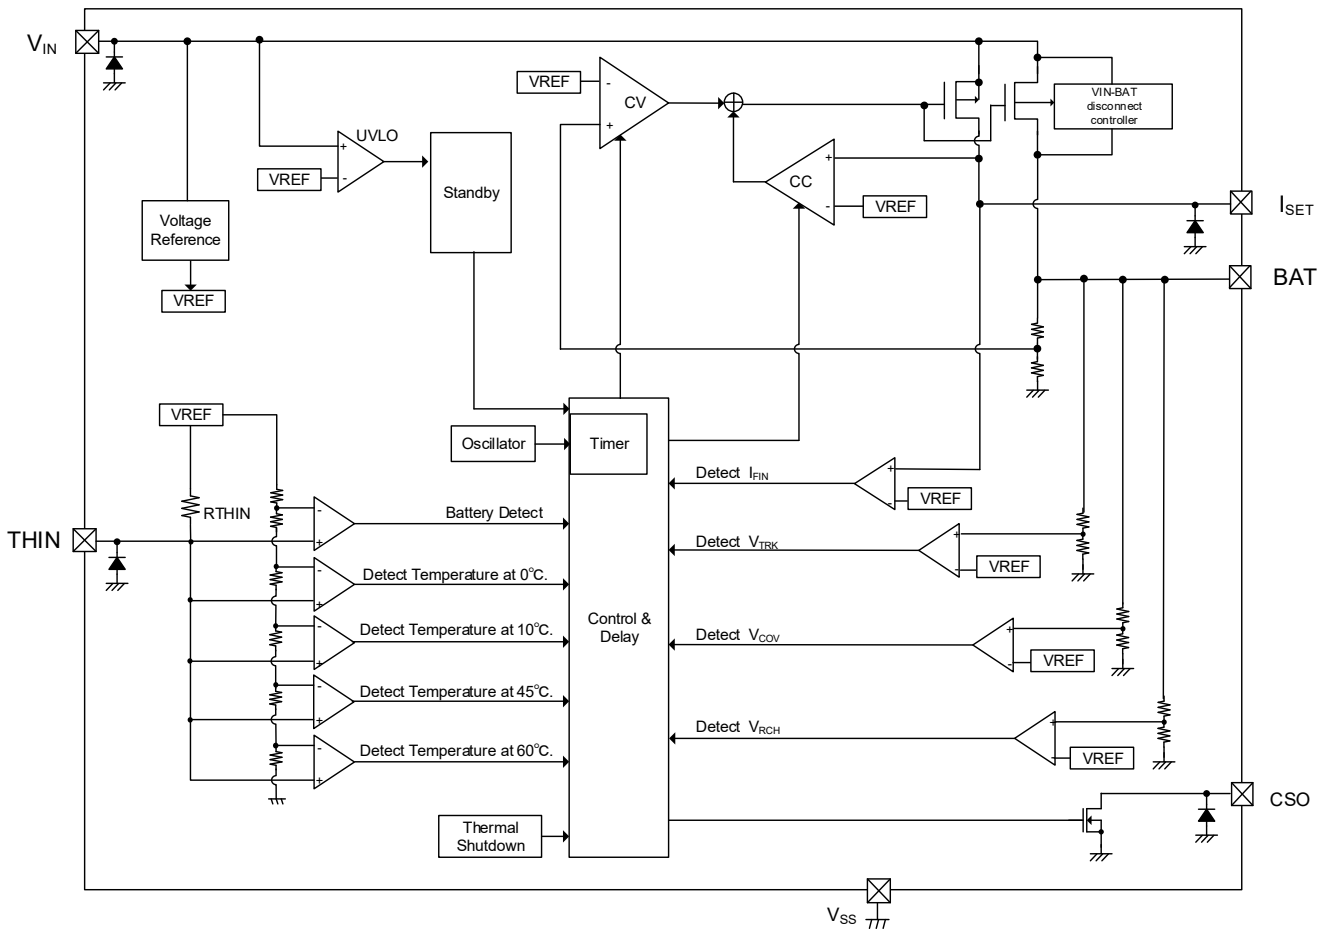 VIN
VREF
-
+
CV
VIN-BAT
disconnect
controller
UVLO
+
-
VREF
Standby
+
-
CC
VREF
ISET
Voltage
Reference
VREF
BAT
VREF
Oscillator
Timer
RTHIN
THIN
-
+
Battery Detect
-
+
Detect Temperature at 0°C.
-
+
Detect Temperature at 10°C.
-
+
Detect Temperature at 45°C.
-
+
Detect Temperature at 60°C.
Control &
Delay
Detect IFIN
+
-
VREF
Detect VTRK
+
-
VREF
Detect VCOV
+
-
VREF
Detect VRCH
+
-
VREF
CSO
Thermal
Shutdown
VSS